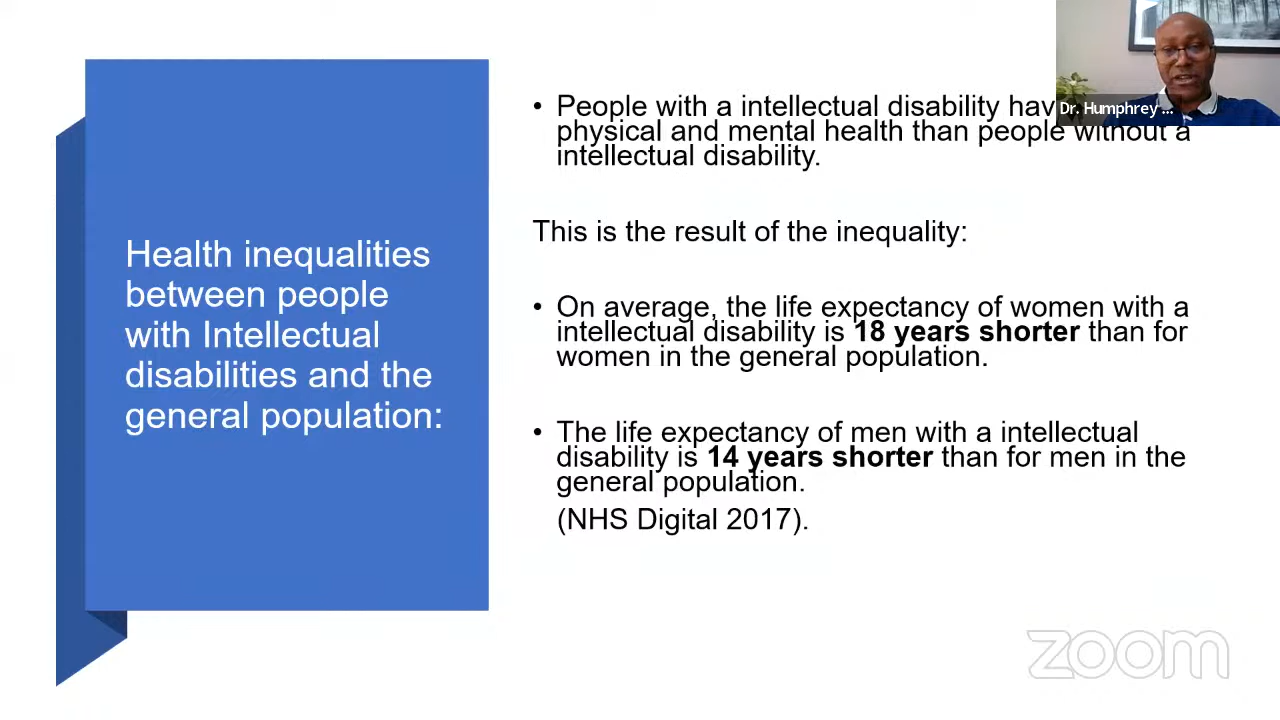 Health inequalities
between people
with Intellectual
disabilities and the
general population:
• People with a intellectual disability hav
physical and mental health than people without a
intellectual disability.
This is the result of the inequality:
• On average, the life expectancy of women with a
intellectual disability is 18 years shorter than for
women in the general population.
• The life expectancy of men with a intellectual
disability is 14 years shorter than for men in the
general population.
(NHS Digital 2017).
Dr. Humphrey ...
zoom